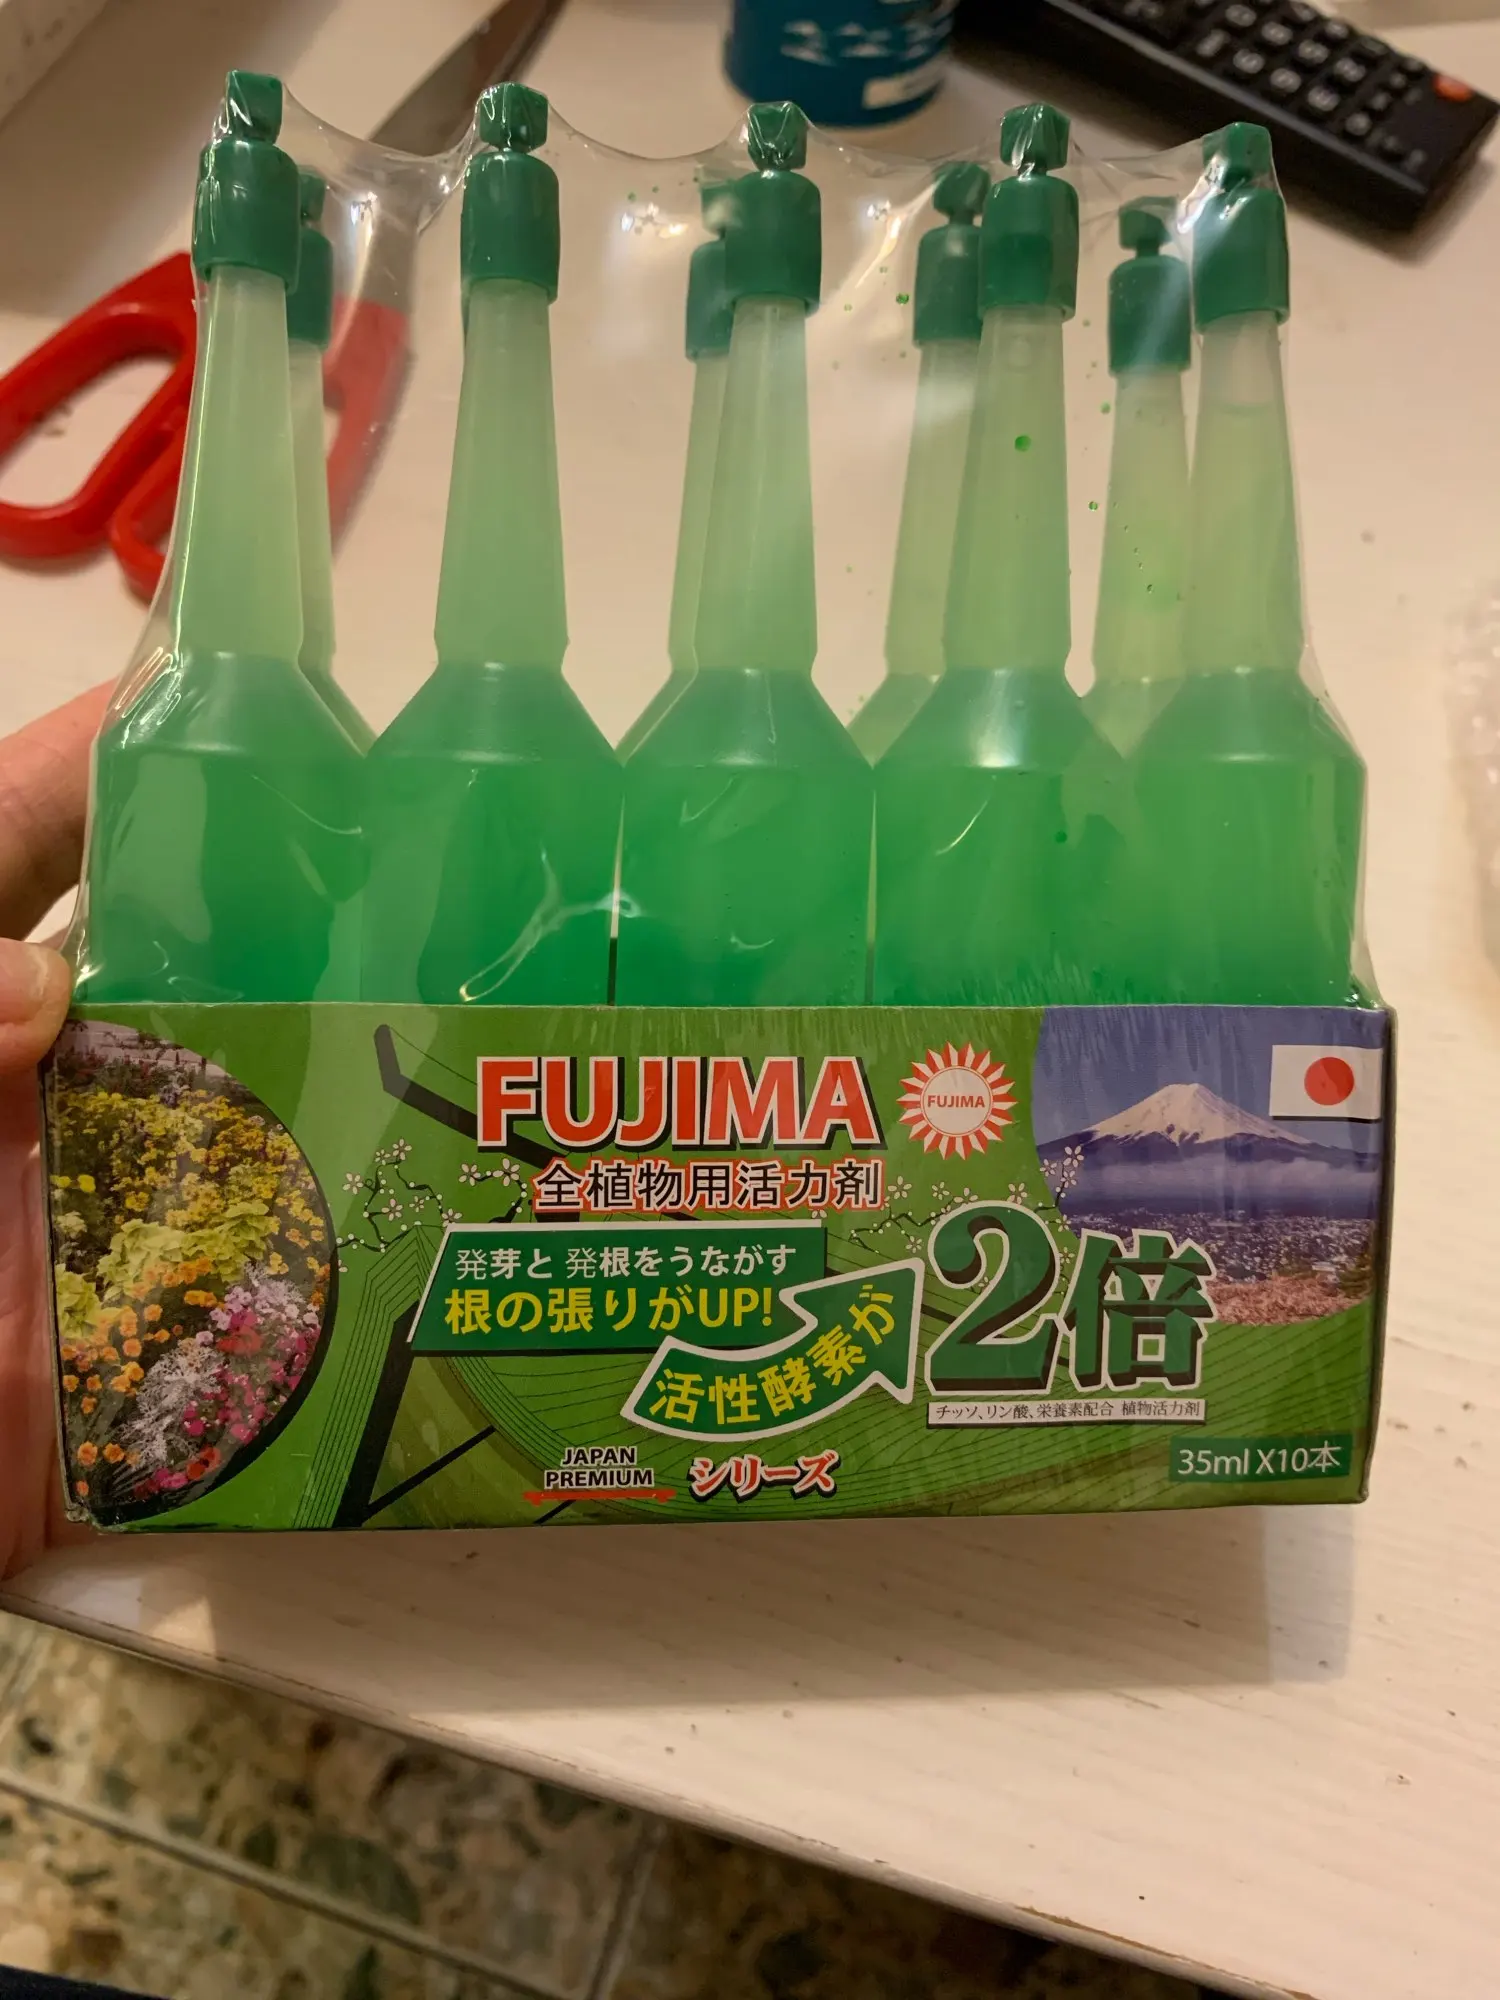 FUJIMA
FUJIMA
全植物用活力剤
発芽と 発根をうながす
根の張りがUP!
活性酵素が
2倍
チッソ、リン酸、栄養素配合 植物活力剤
JAPAN
PREMIUM
シリーズ
35ml X10本